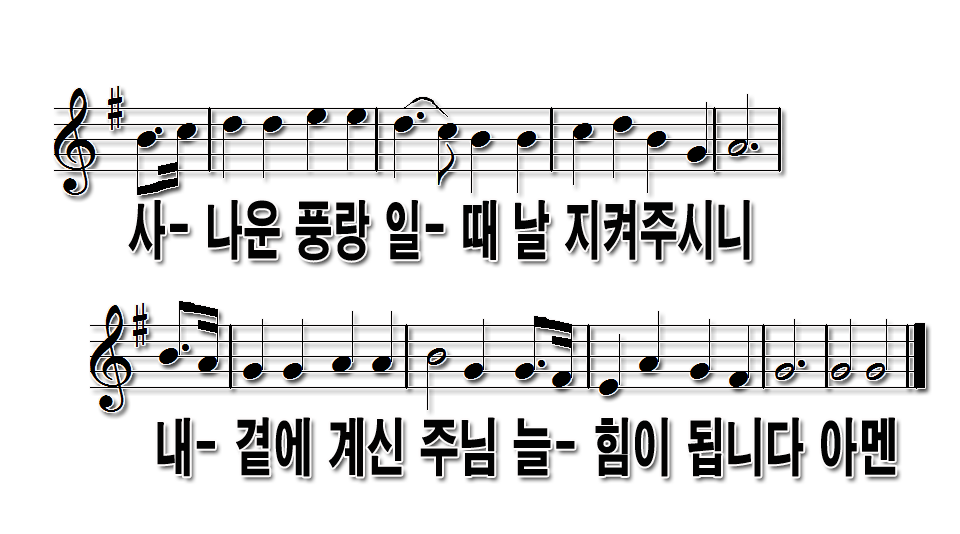 사- 나운 풍랑 일- 때 날 지켜주시니
내- 곁에 계신 주님 늘- 힘이 됩니다 아멘